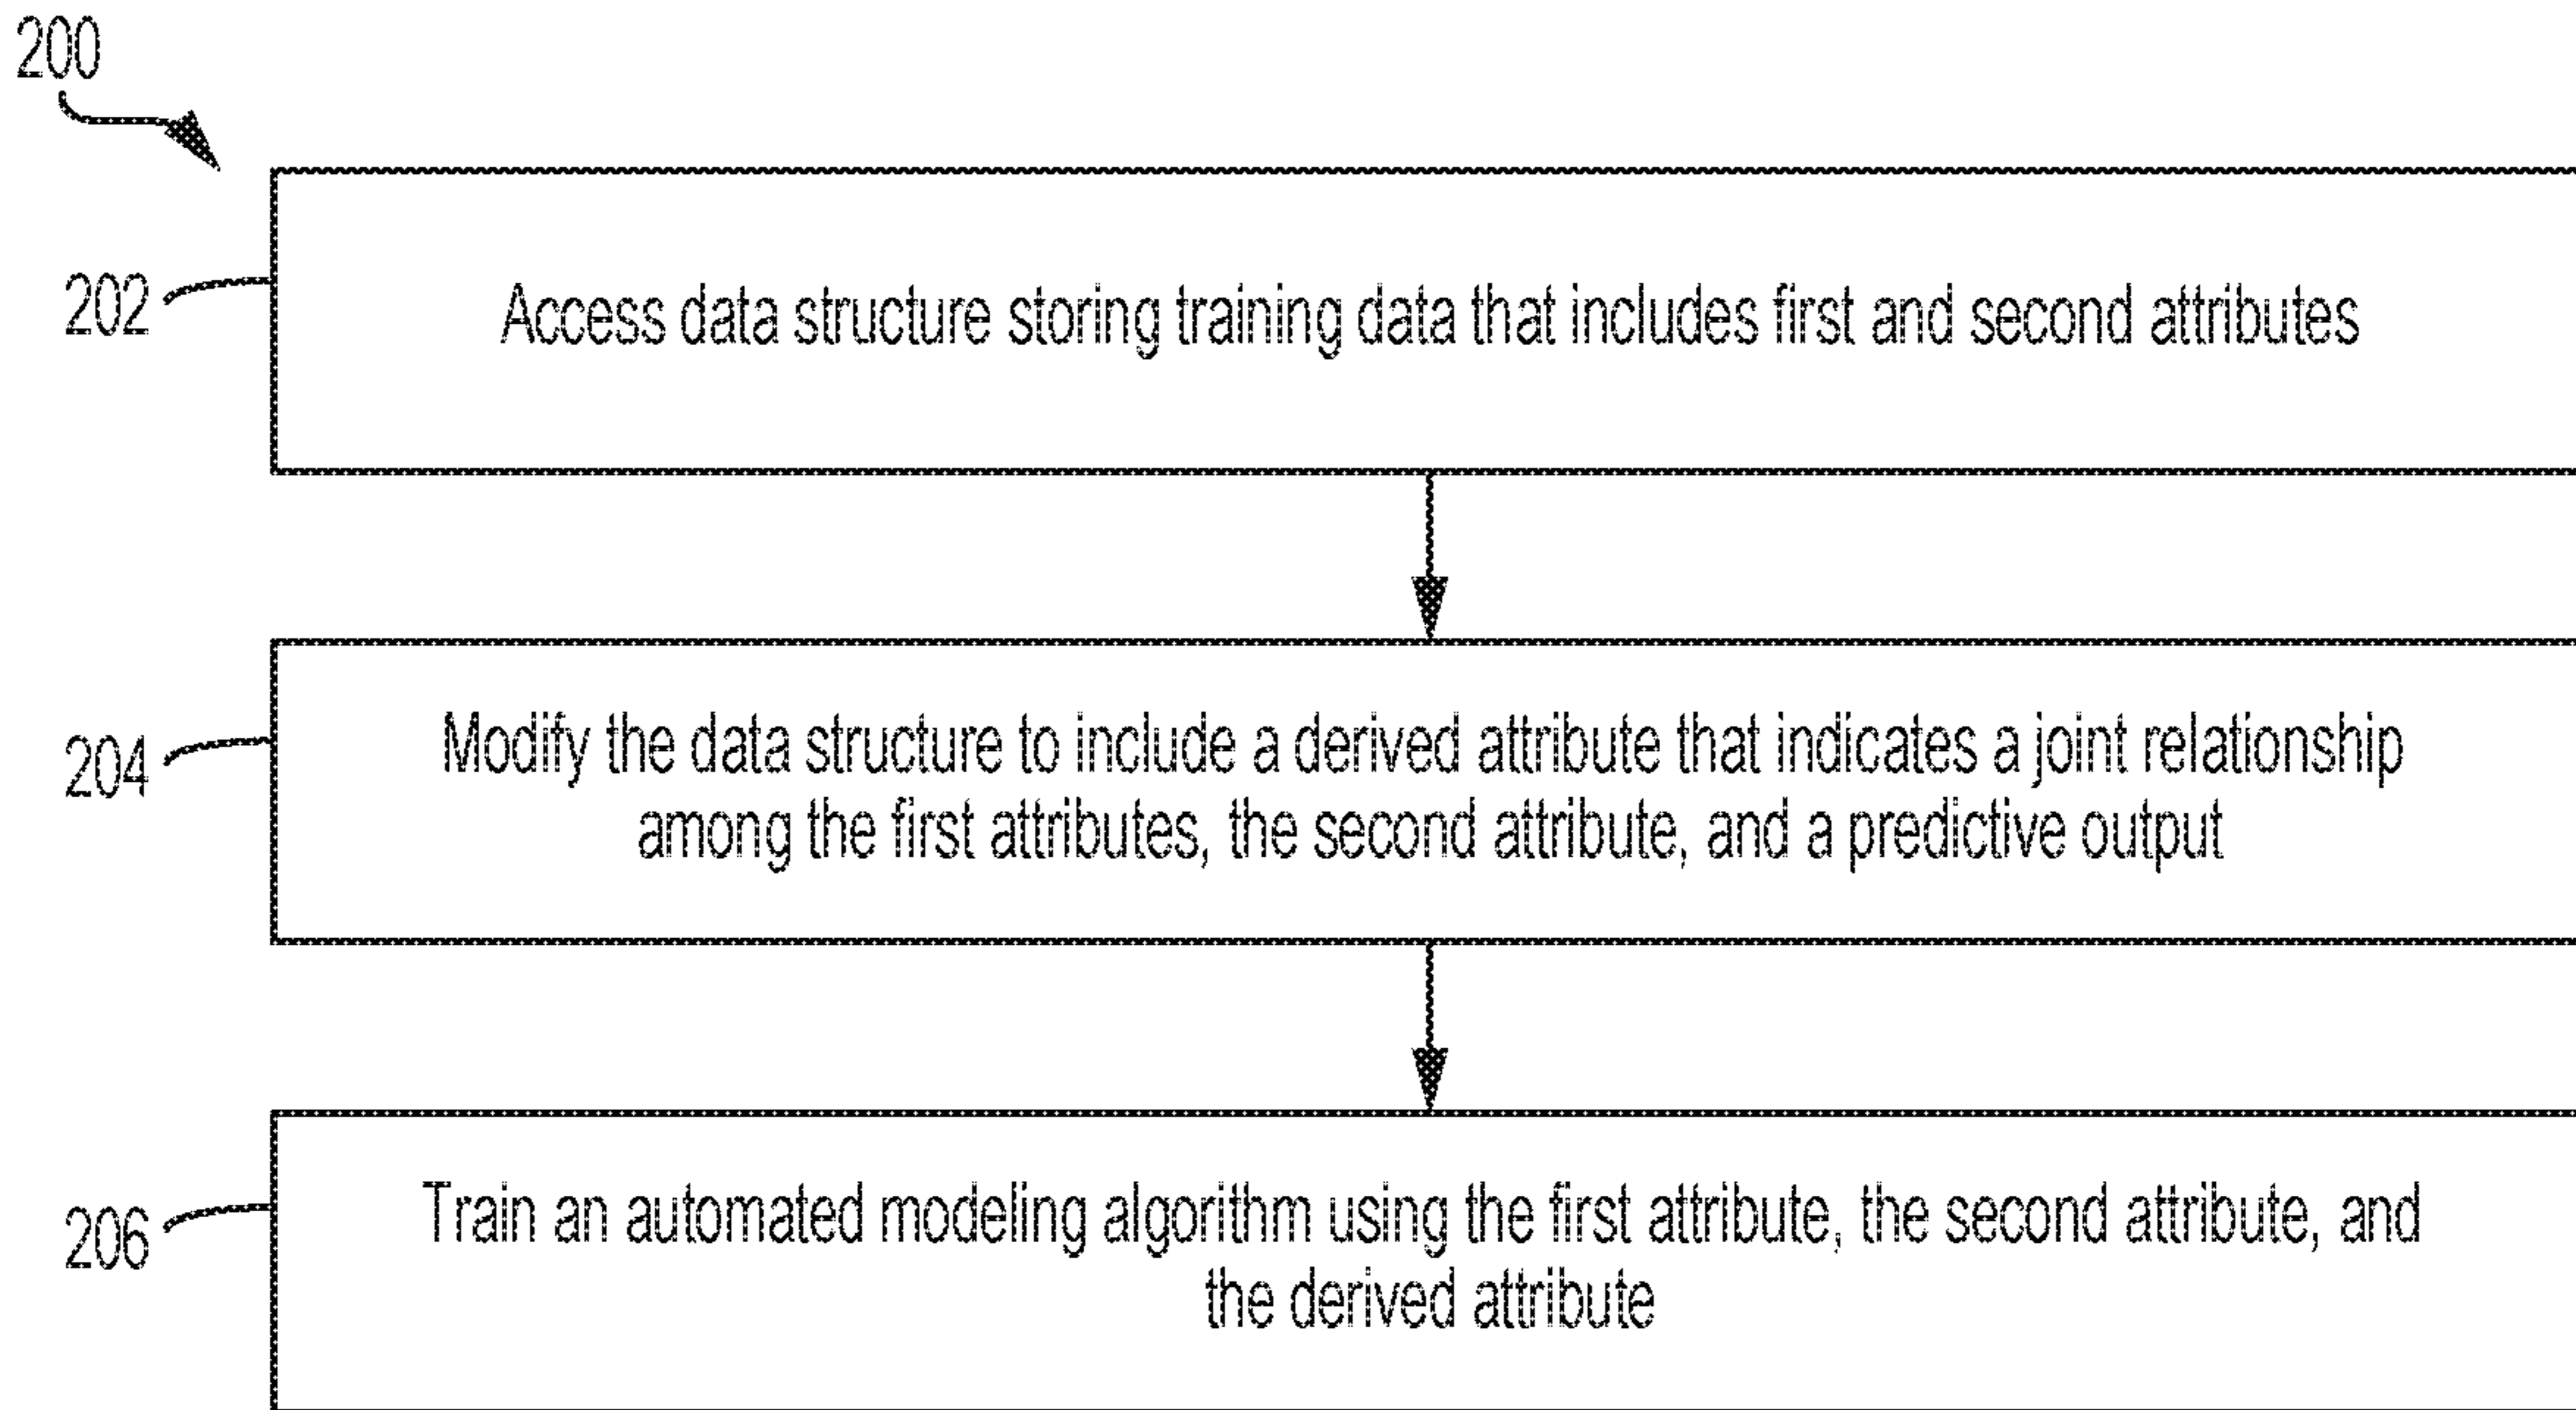 200
202
Access data structure storing training data that includes first and second attributes
204
Modify the data structure to include a derived attribute that indicates a joint relationship
among the first attributes, the second attribute, and a predictive output
206
Train an automated modeling algorithm using the first attribute, the second attribute, and
the derived attribute